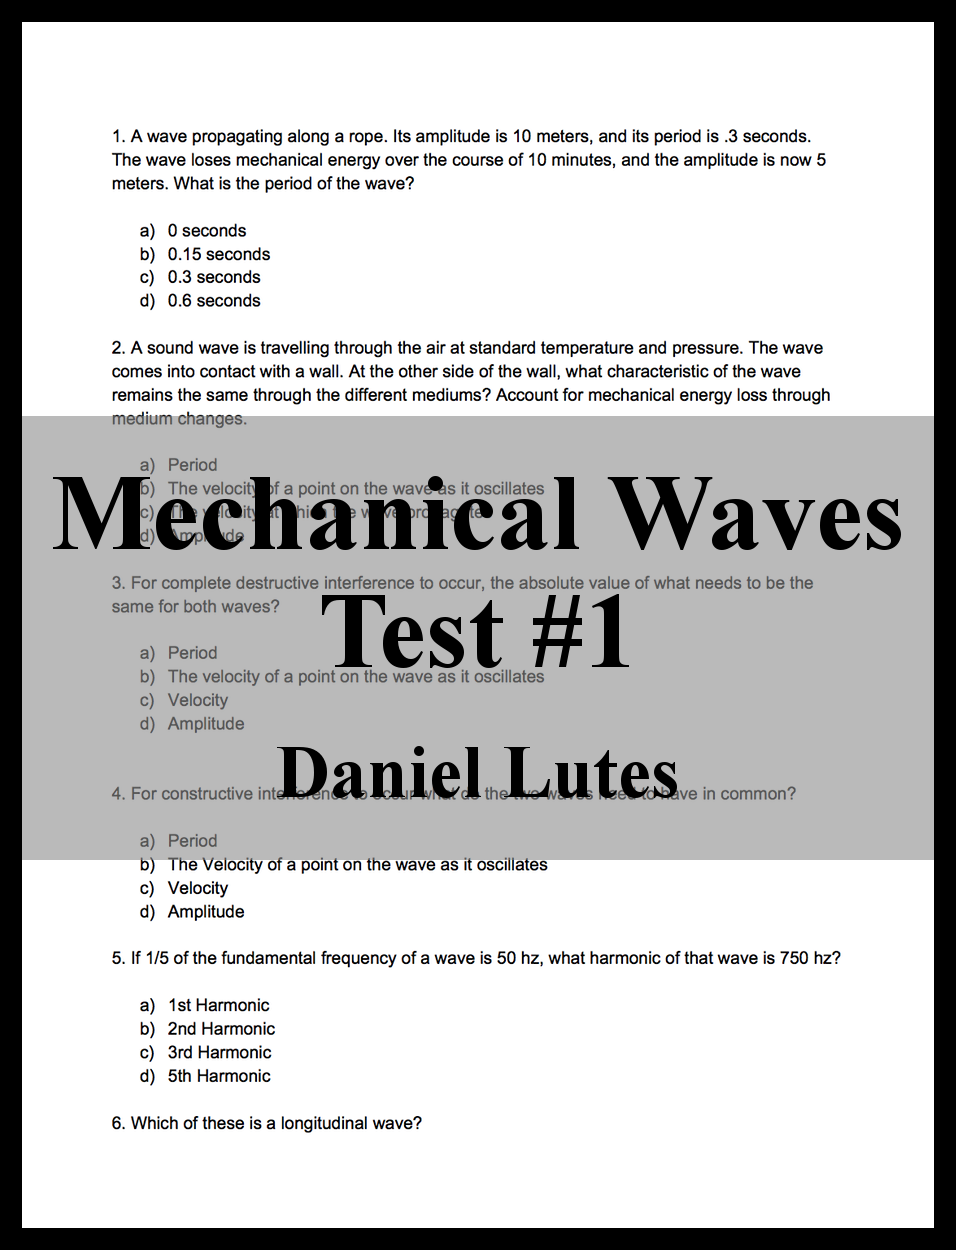 1. A wave propagating along a rope. Its amplitude is 10 meters, and its period is .3 seconds.
The wave loses mechanical energy over the course of 10 minutes, and the amplitude is now 5
meters. What is the period of the wave?
a) 0 seconds
b) 0.15 seconds
c) 0.3 seconds
d) 0.6 seconds
2. A sound wave is travelling through the air at standard temperature and pressure. The wave
comes into contact with a wall. At the other side of the wall, what characteristic of the wave
remains the same through the different mediums? Account for mechanical energy loss through
medium changes.
a) Period
b) The velocity of a point on the wave as it oscillates
c) The velocity at which the wave propagates
d) Amplitude
Mechanical Waves
3. For complete destructive interference to occur, the absolute value of what needs to be the
same for both waves?
Test #1
a) Period
b) The velocity of a point on the wave as it oscillates
c) Velocity
d) Amplitude
Daniel Lutes
4. For constructive interference to occur what do the two waves need to have in common?
a) Period
b) The Velocity of a point on the wave as it oscillates
c) Velocity
d) Amplitude
5. If 1/5 of the fundamental frequency of a wave is 50 hz, what harmonic of that wave is 750 hz?
a) 1st Harmonic
b) 2nd Harmonic
c) 3rd Harmonic
d) 5th Harmonic
6. Which of these is a longitudinal wave?